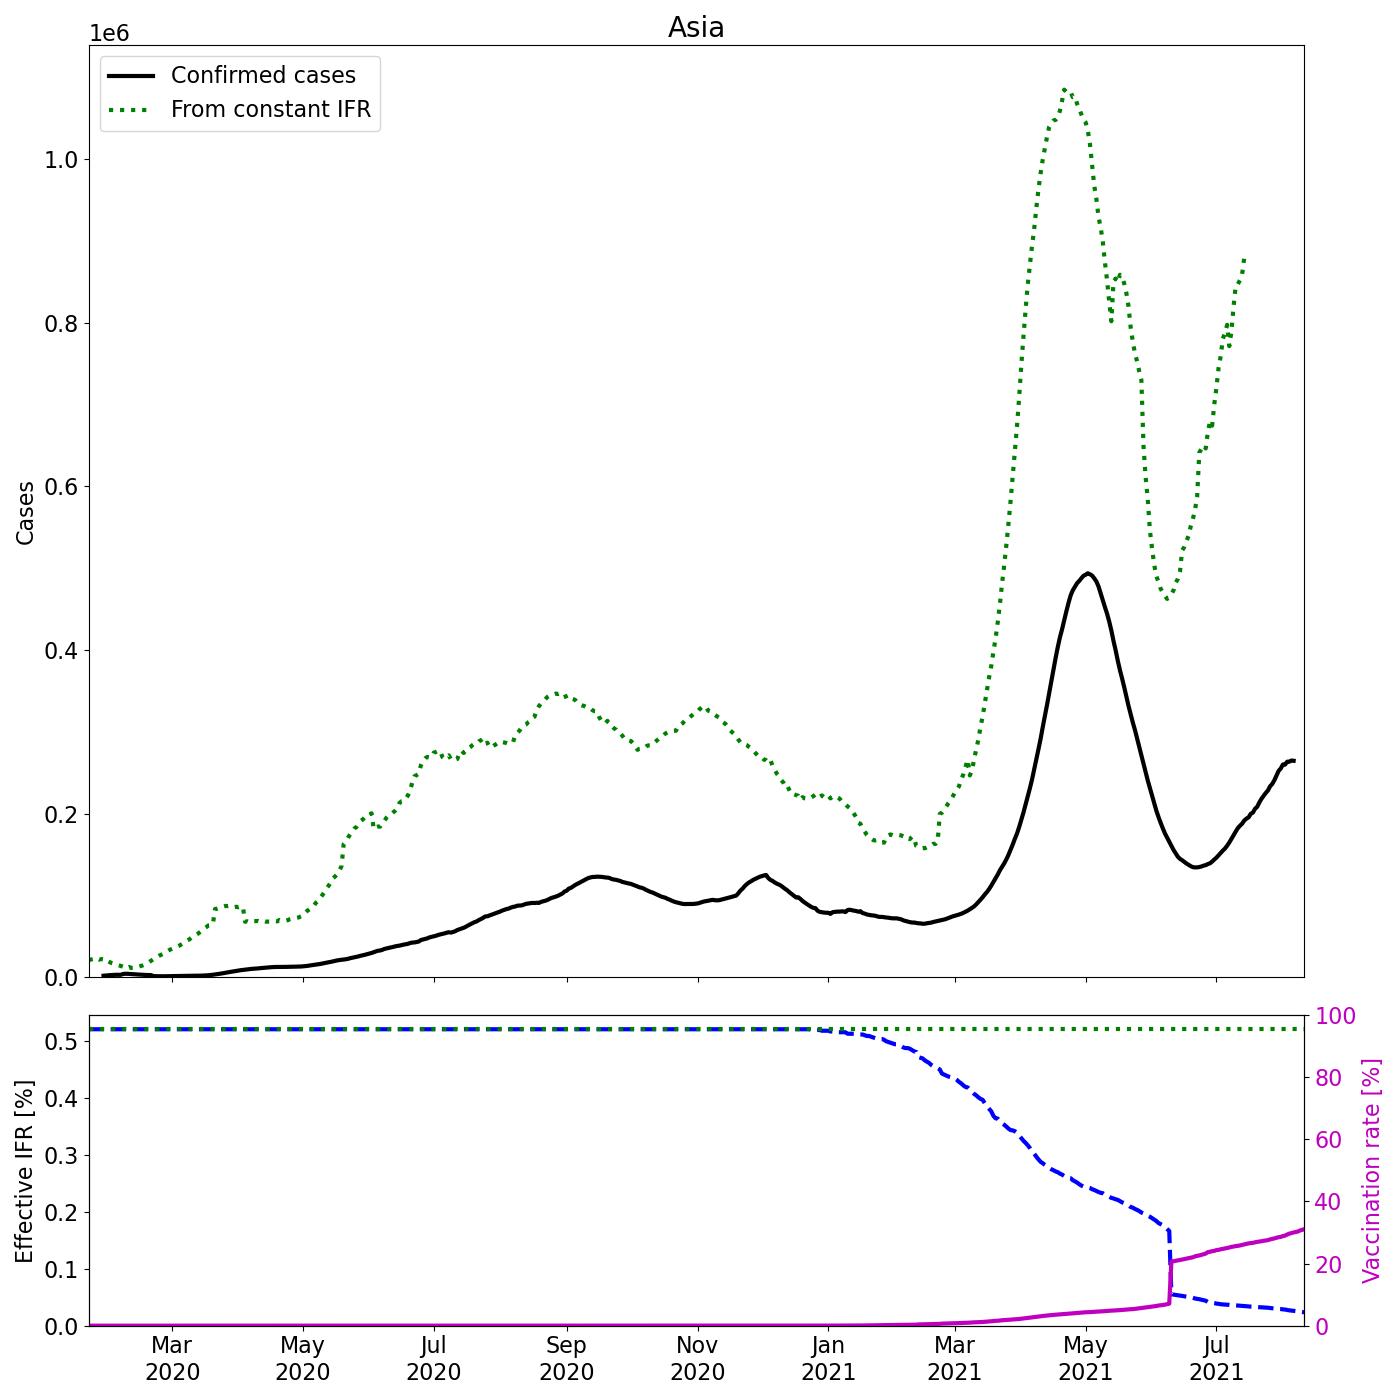 Asia
1e6
Confirmed cases
From constant IFR
1.0
0.8
0.6
0.4
0.2
0.0
Cases
0.5
0.4
0.3
0.2
0.1
0.0
Effective IFR [%]
100
80
60
40
20
0
Vaccination rate [%]
Mar May Jul Sep Nov Jan Mar May Jul
2020 2020 2020 2020 2020 2021 2021 2021 2021